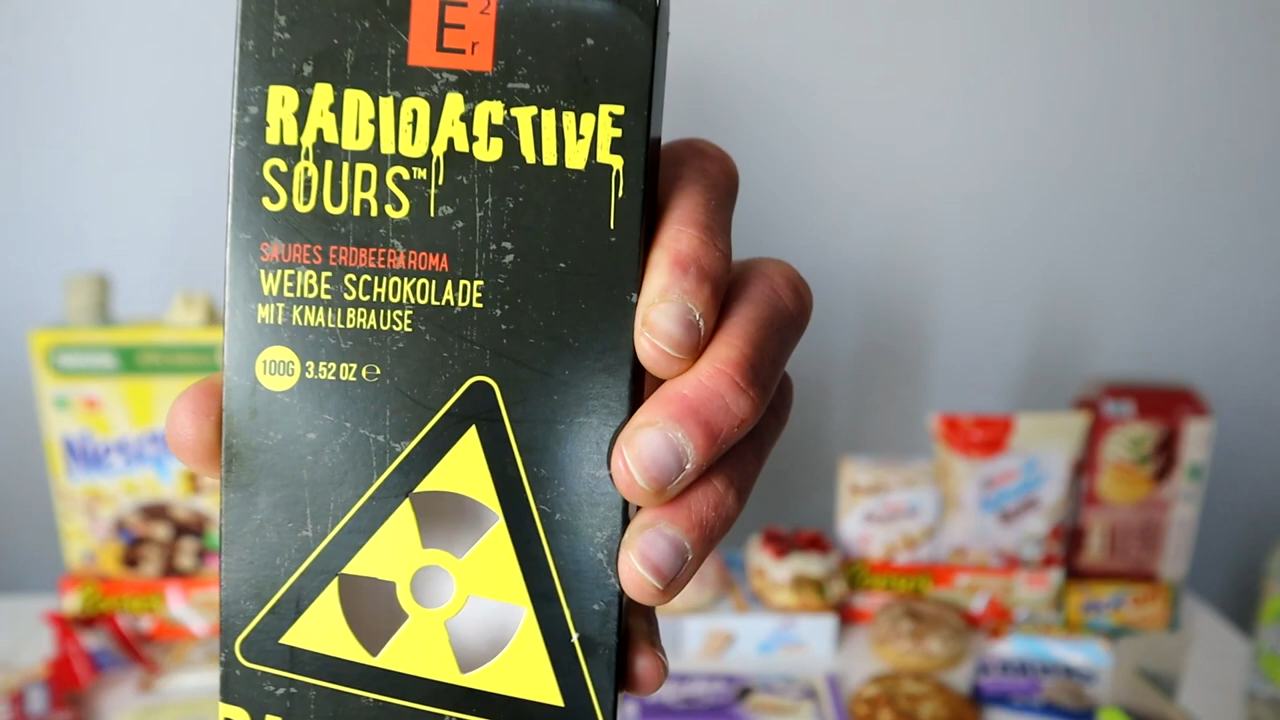 E 2
r
RADIOACTIVE
SOURS™
SAURES ERDBEERAROMA
WEIßE SCHOKOLADE
MIT KNALLBRAUSE
100G 3.52 OZ ℮